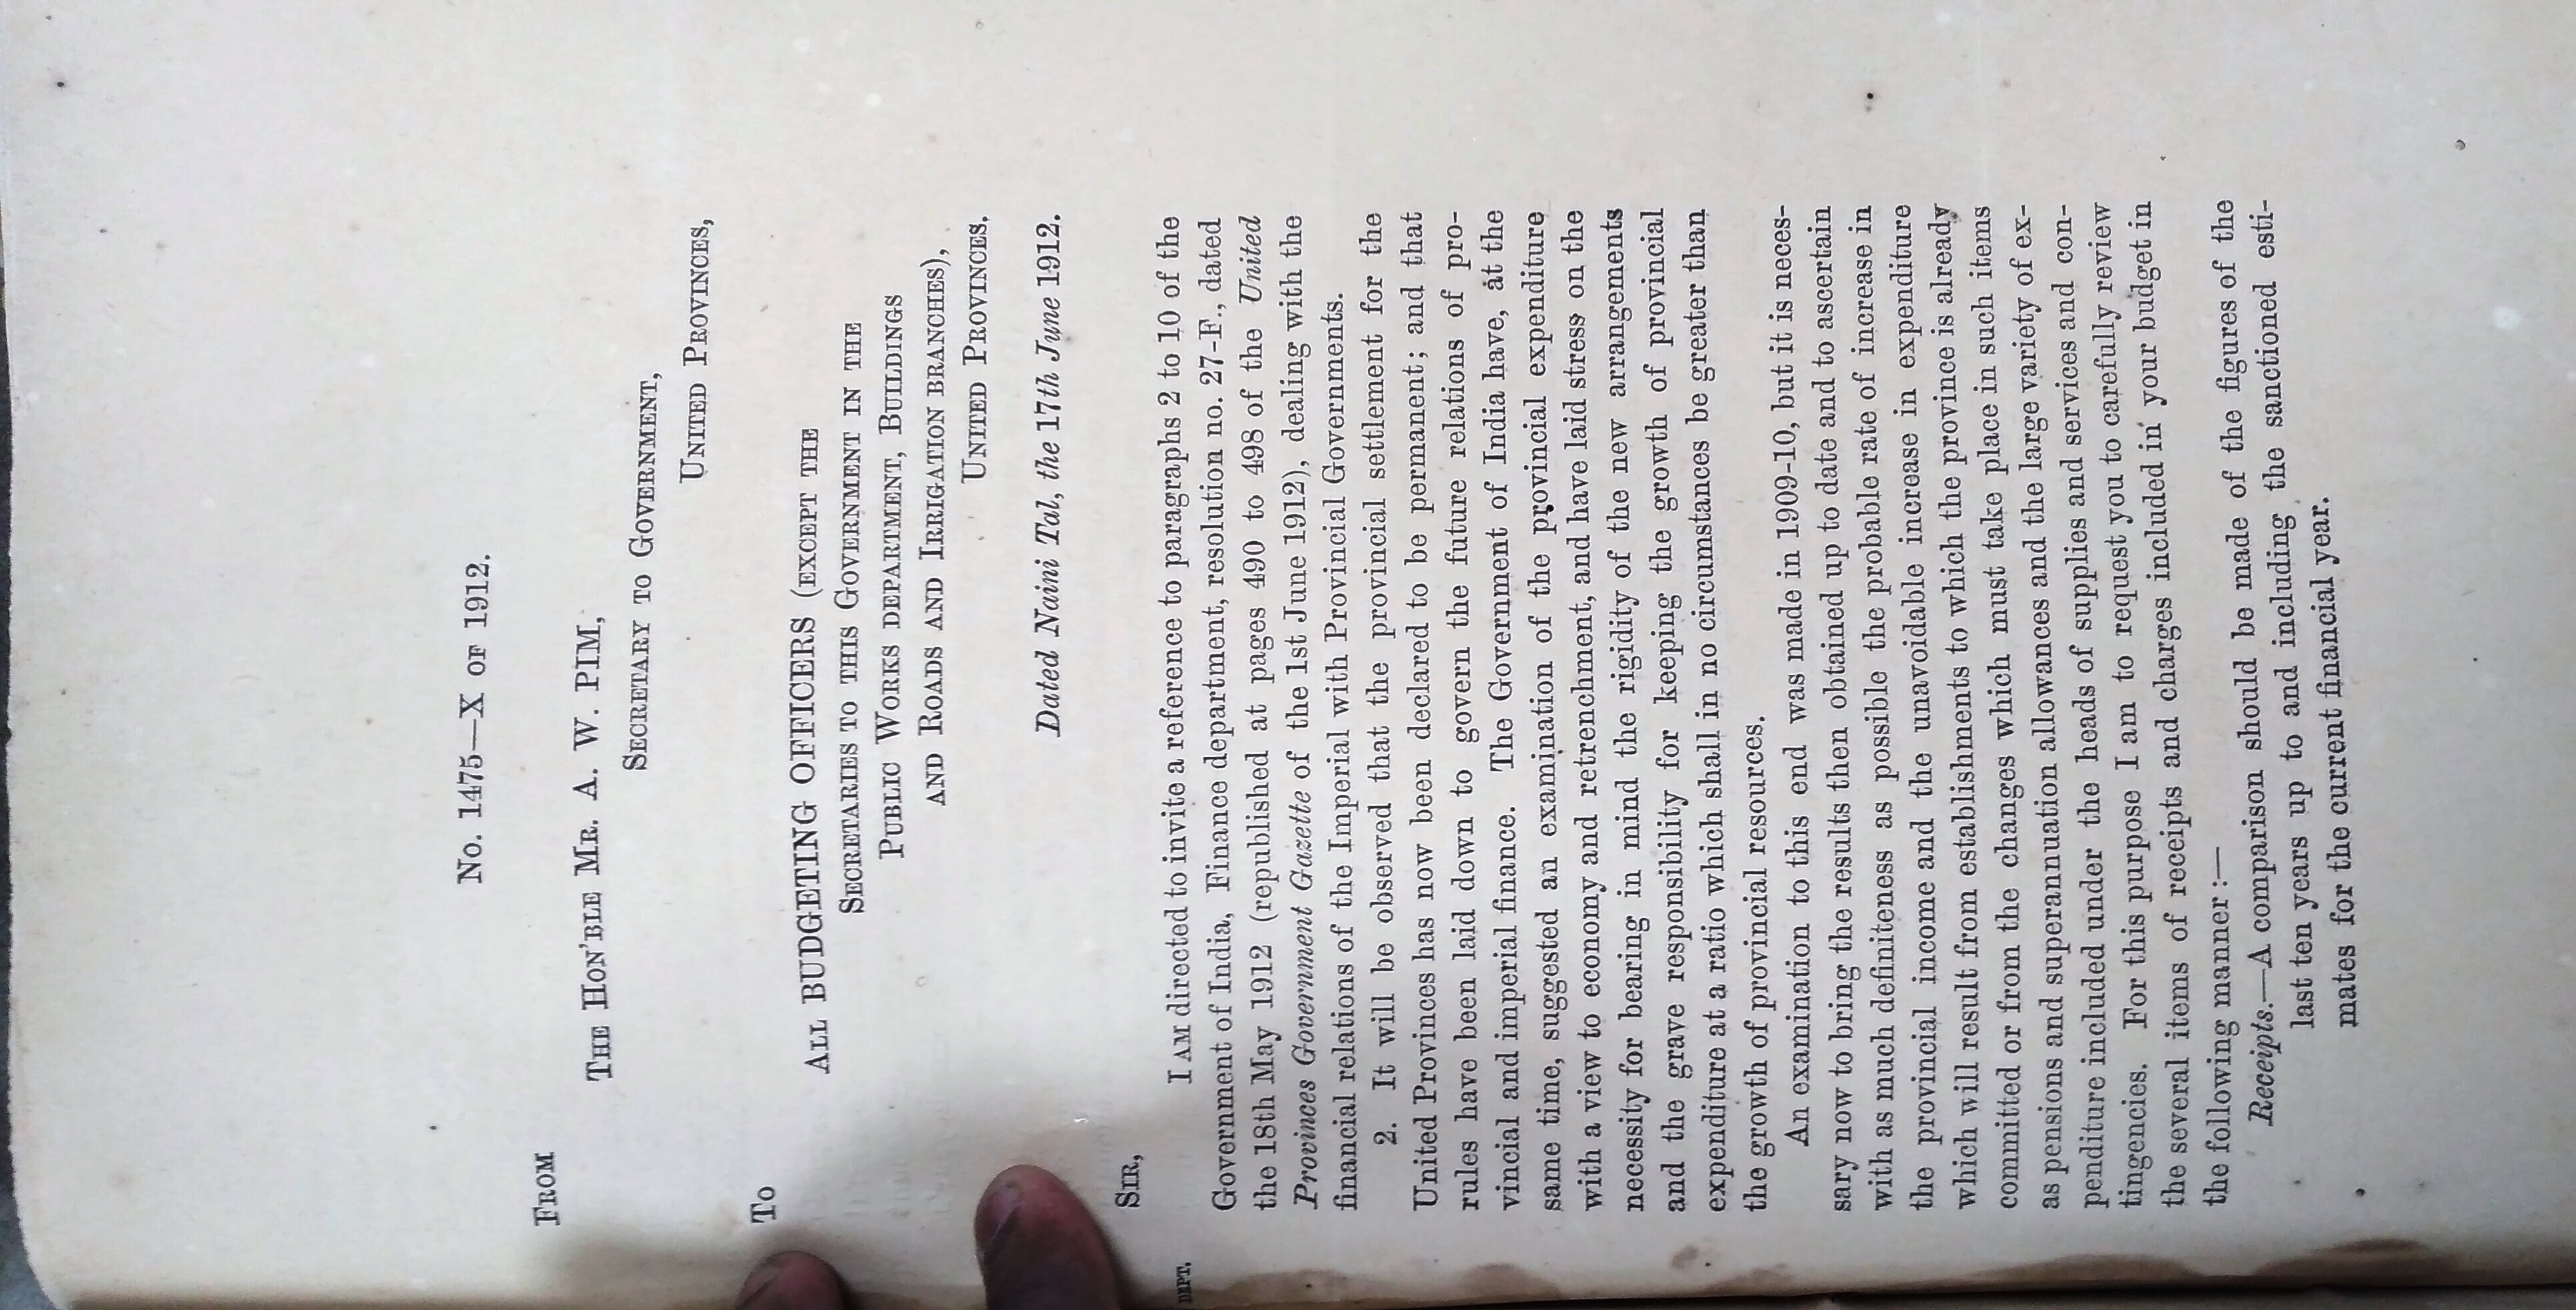 No. 1475—X OF 1912.
FROM
THE HON'BLE MR. A. W. PIM,
SECRETARY TO GOVERNMENT,
UNITED PROVINCES,
To
ALL BUDGETING OFFICERS (EXCEPT THE
SECRETARIES TO THIS GOVERNMENT IN THE
PUBLIC WORKS DEPARTMENT, BUILDINGS
AND ROADS AND IRRIGATION BRANCHES),
UNITED PROVINCES.
Dated Naini Tal, the 17th June 1912.
SIR,
DEPT.
I AM directed to invite a reference to paragraphs 2 to 10 of the
Government of India, Finance department, resolution no. 27-F., dated
the 18th May 1912 (republished at pages 490 to 498 of the United
Provinces Government Gazette of the 1st June 1912), dealing with the
financial relations of the Imperial with Provincial Governments.
2. It will be observed that the provincial settlement for the
United Provinces has now been declared to be permanent; and that
rules have been laid down to govern the future relations of pro-
vincial and imperial finance. The Government of India have, at the
same time, suggested an examination of the provincial expenditure
with a view to economy and retrenchment, and have laid stress on the
necessity for bearing in mind the rigidity of the new arrangements
and the grave responsibility for keeping the growth of provincial
expenditure at a ratio which shall in no circumstances be greater than
the growth of provincial resources.
An examination to this end was made in 1909-10, but it is neces-
sary now to bring the results then obtained up to date and to ascertain
with as much definiteness as possible the probable rate of increase in
the provincial income and the unavoidable increase in expenditure
which will result from establishments to which the province is already
committed or from the changes which must take place in such items
as pensions and superannuation allowances and the large variety of ex-
penditure included under the heads of supplies and services and con-
tingencies. For this purpose I am to request you to carefully review
the several items of receipts and charges included in your budget in
the following manner :—
Receipts.—A comparison should be made of the figures of the
last ten years up to and including the sanctioned esti-
mates for the current financial year.